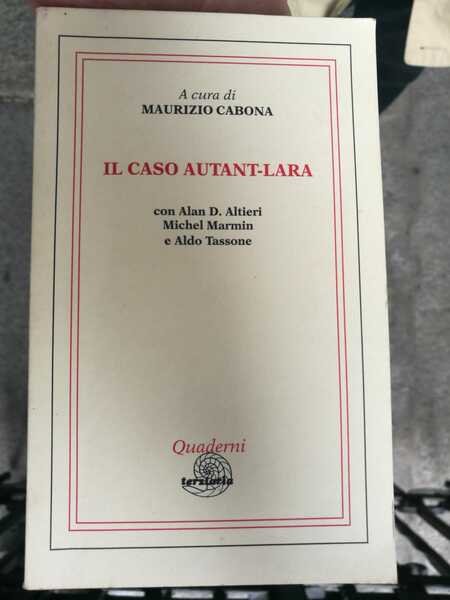 A cura di
MAURIZIO CABONA
IL CASO AUTANT-LARA
con Alan D. Altieri
Michel Marmin
e Aldo Tassone
Quaderni
terziaria